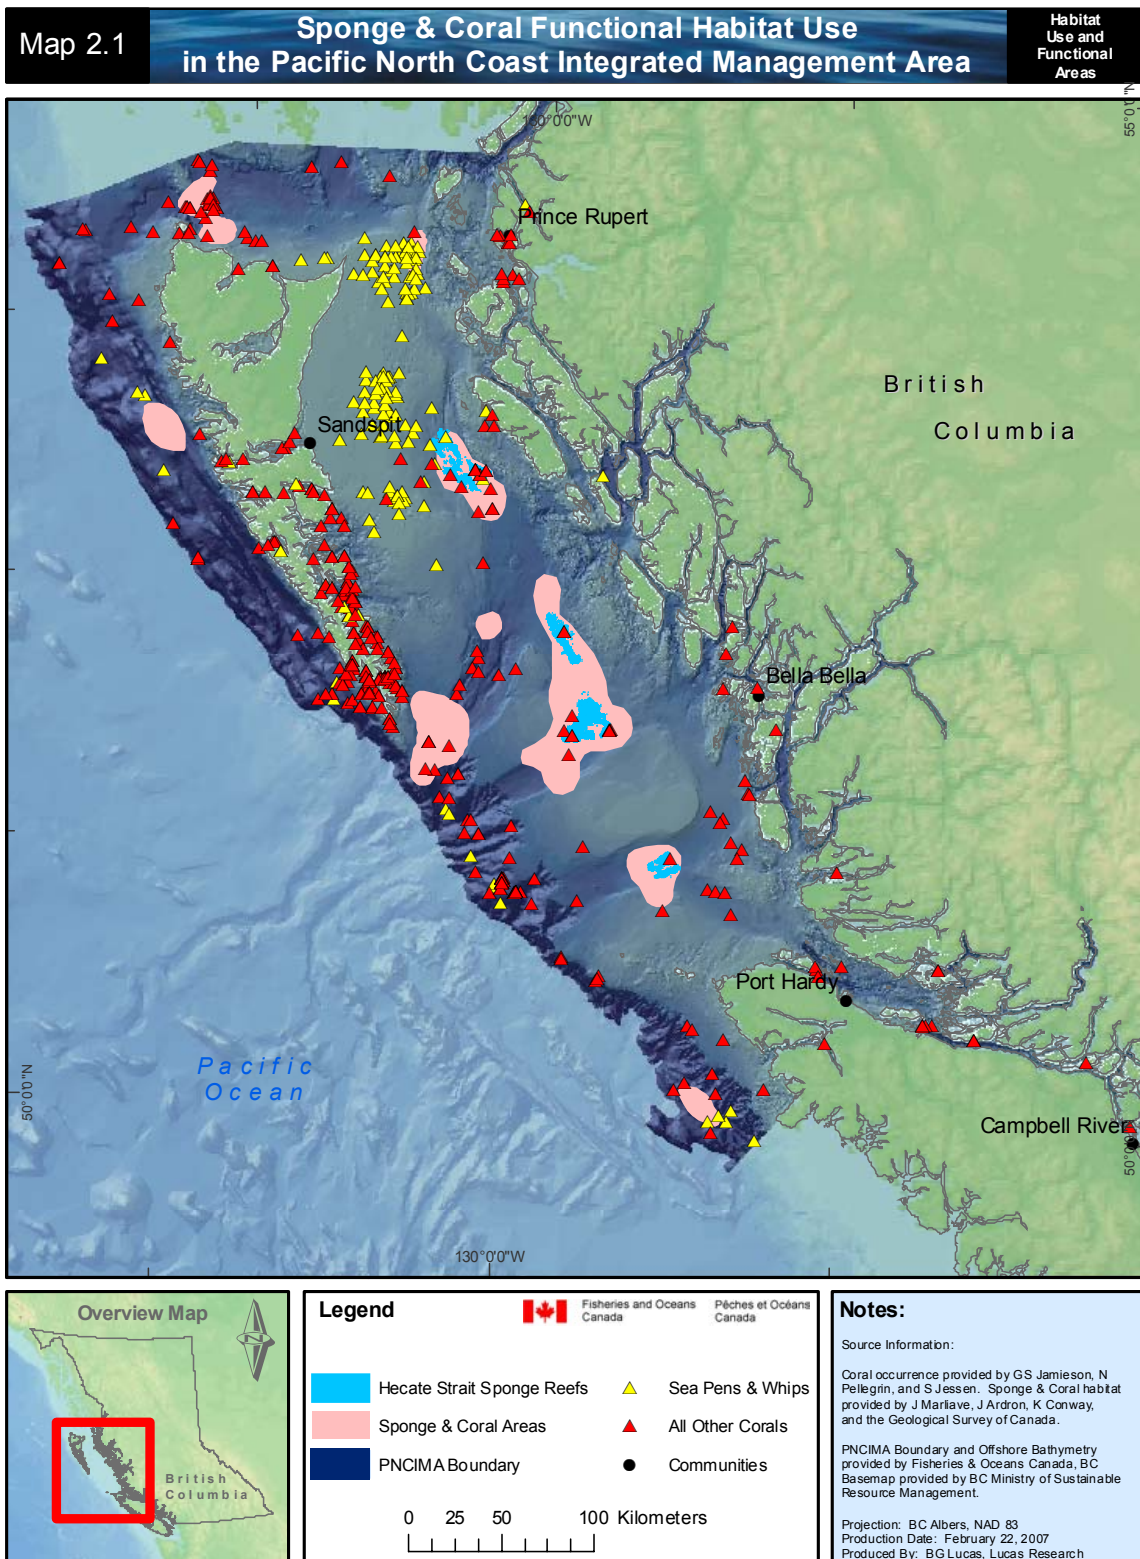 Map 2.1
Sponge & Coral Functional Habitat Use
in the Pacific North Coast Integrated Management Area
Habitat
Use and
Functional
Areas
130°0'0"W
55°0'0"N
Prince Rupert
British
Columbia
Sandspit
Bella Bella
Port Hardy
Pacific
Ocean
50°0'0"N
Campbell River
50°0'0"N
130°0'0"W
Overview Map
N
British
Columbia
Legend
Fisheries and Oceans
Canada
Pêches et Océans
Canada
Hecate Strait Sponge Reefs
Sea Pens & Whips
Sponge & Coral Areas
All Other Corals
PNCIMA Boundary
Communities
0 25 50 100 Kilometers
Notes:
Source Information:
Coral occurrence provided by GS Jamieson, N
Pellegrin, and S Jessen. Sponge & Coral habitat
provided by J Marliave, J Ardron, K Conway,
and the Geological Survey of Canada.
PNCIMA Boundary and Offshore Bathymetry
provided by Fisheries & Oceans Canada, BC
Basemap provided by BC Ministry of Sustainable
Resource Management.
Projection: BC Albers, NAD 83
Production Date: February 22, 2007
Produced By: BG Lucas, Lucas Research